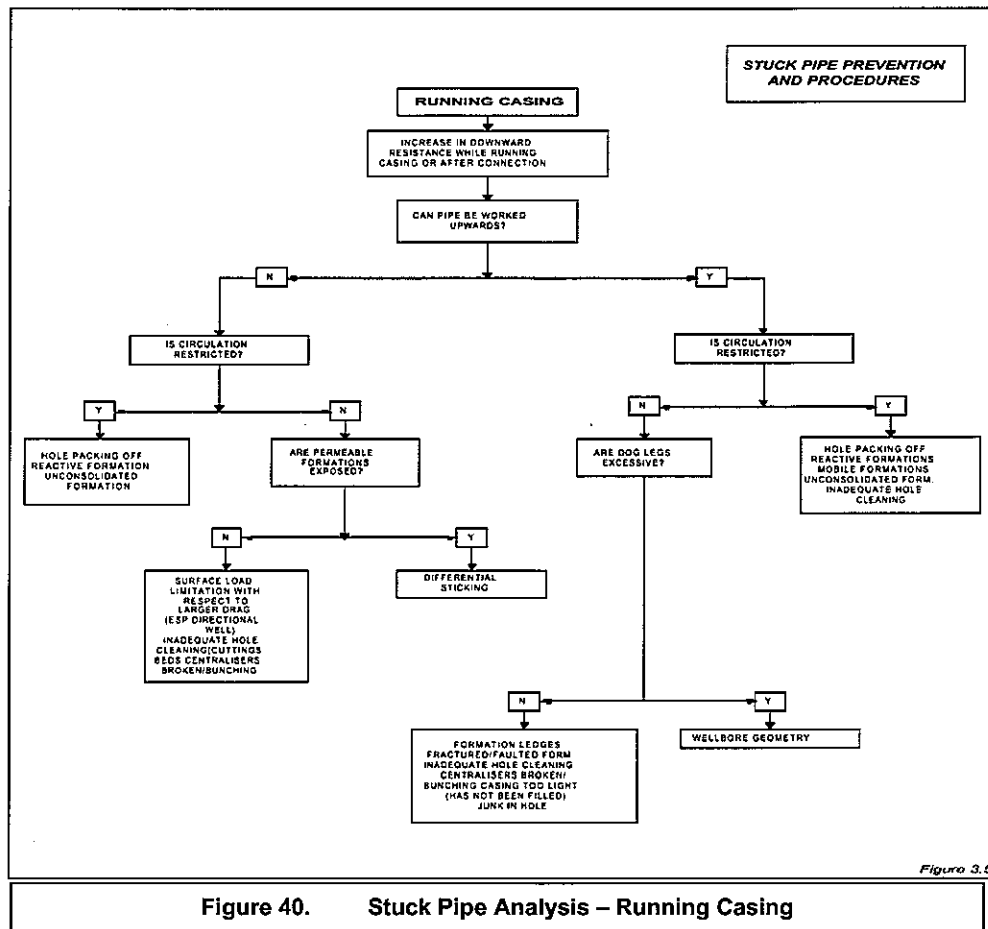 STUCK PIPE PREVENTION
AND PROCEDURES
RUNNING CASING
INCREASE IN DOWNWARD
RESISTANCE WHILE RUNNING
CASING OR AFTER CONNECTION
CAN PIPE BE WORKED
UPWARDS?
N
Y
IS CIRCULATION
RESTRICTED?
IS CIRCULATION
RESTRICTED?
Y
N
N
Y
HOLE PACKING OFF
REACTIVE FORMATION
UNCONSOLIDATED
FORMATION
ARE PERMEABLE
FORMATIONS
EXPOSED?
ARE DOG LEGS
EXCESSIVE?
HOLE PACKING OFF
REACTIVE FORMATIONS
MOBILE FORMATIONS
UNCONSOLIDATED FORM.
INADEQUATE HOLE
CLEANING
N
Y
SURFACE LOAD
LIMITATION WITH
RESPECT TO
LARGER DRAG
(ESP DIRECTIONAL
WELL)
INADEQUATE HOLE
CLEANING(CUTTINGS
BEDS CENTRALISERS
BROKEN/BUNCHING
DIFFERENTIAL
STICKING
N
Y
FORMATION LEDGES
FRACTURED/FAULTED FORM
INADEQUATE HOLE CLEANING
CENTRALISERS BROKEN/
BUNCHING CASING TOO LIGHT
(HAS NOT BEEN FILLED)
JUNK IN HOLE
WELLBORE GEOMETRY
Figure 3.5
Figure 40. Stuck Pipe Analysis – Running Casing